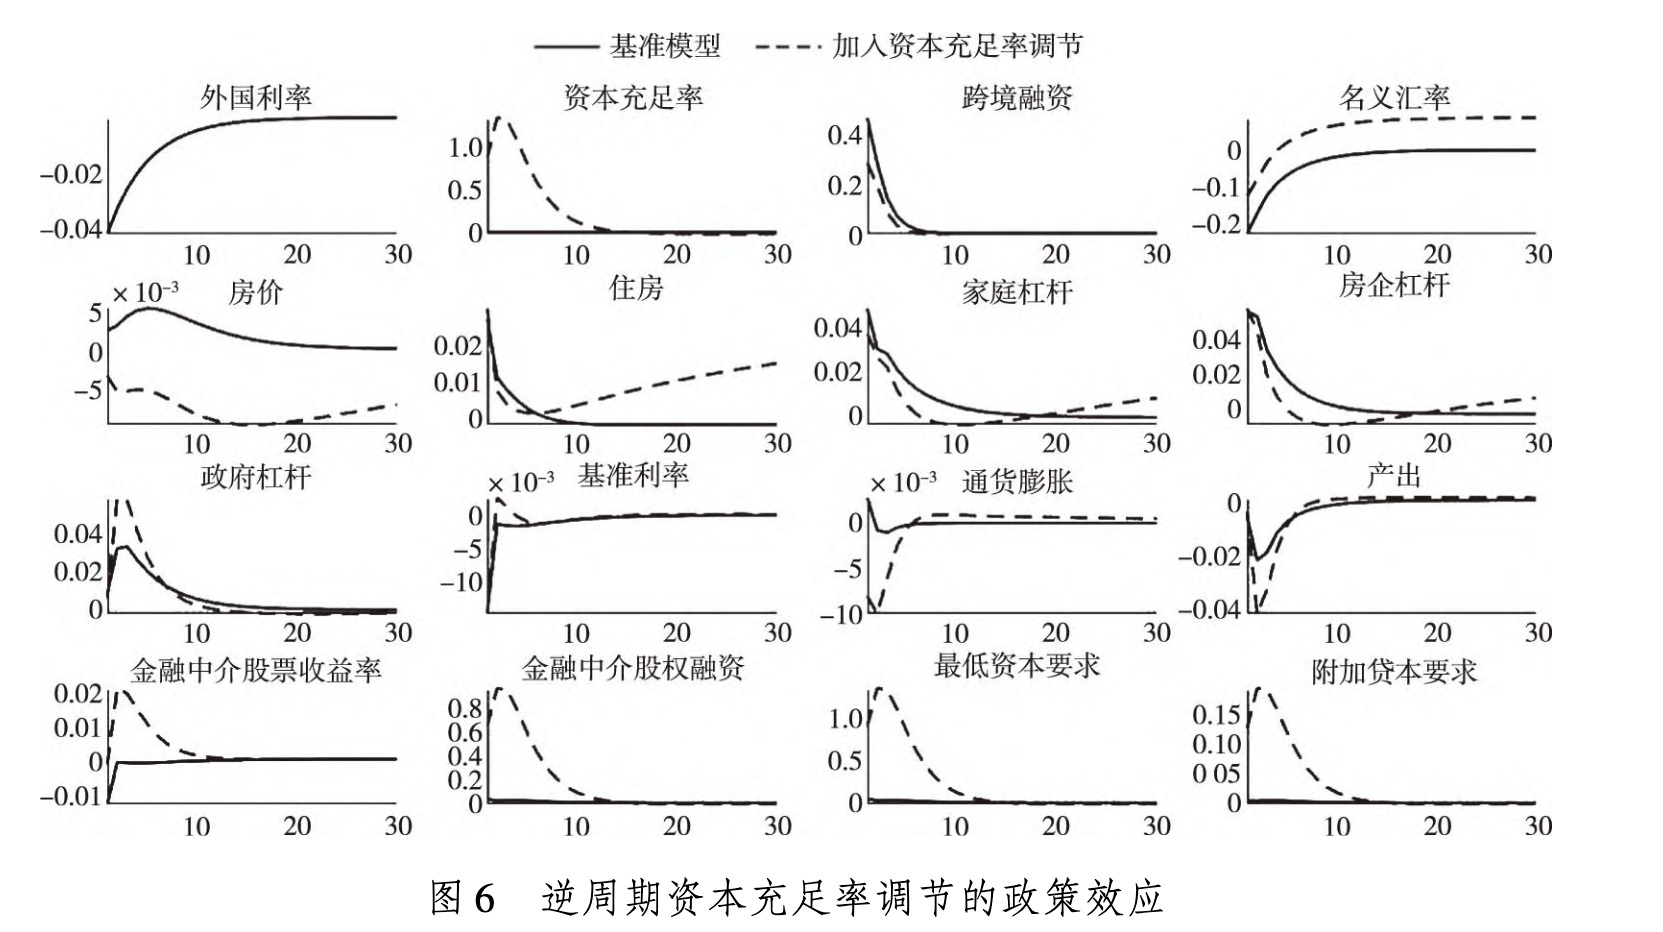 基准模型 加入资本充足率调节
外国利率 资本充足率 跨境融资 名义汇率
-0.02
-0.04
10 20 30
1.0
0.5
0
10 20 30
0.4
0.2
0
10 20 30
0
-0.1
-0.2
10 20 30
房价 住房 家庭杠杆 房企杠杆
× 10⁻³
5
0
-5
10 20 30
0.02
0.01
0
10 20 30
0.04
0.02
0
10 20 30
0.04
0.02
0
10 20 30
政府杠杆 基准利率 通货膨胀 产出
0.04
0.02
0
10 20 30
× 10⁻³
0
-5
-10
10 20 30
× 10⁻³
0
-5
-10
10 20 30
0
-0.02
-0.04
10 20 30
金融中介股票收益率 金融中介股权融资 最低资本要求 附加贷本要求
0.02
0.01
0
-0.01
10 20 30
0.8
0.6
0.4
0.2
0
10 20 30
1.0
0.5
0
10 20 30
0.15
0.10
0 05
0
10 20 30
图 6 逆周期资本充足率调节的政策效应